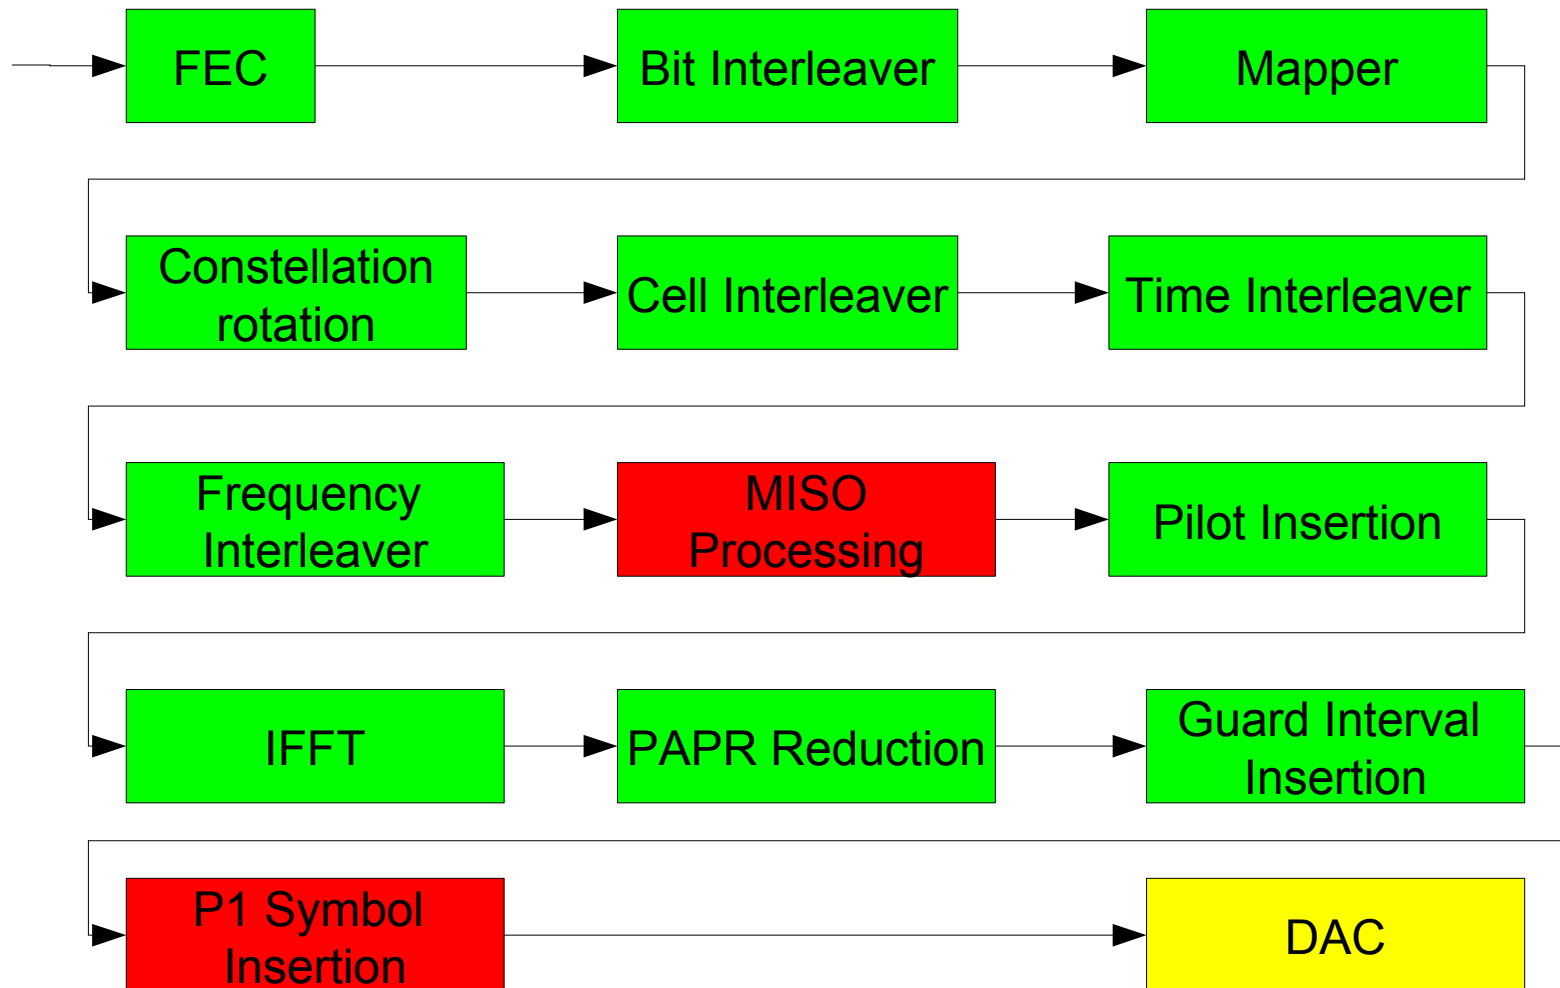 FEC
Bit Interleaver
Mapper
Constellation
rotation
Cell Interleaver
Time Interleaver
Frequency
Interleaver
MISO
Processing
Pilot Insertion
IFFT
PAPR Reduction
Guard Interval
Insertion
P1 Symbol
Insertion
DAC